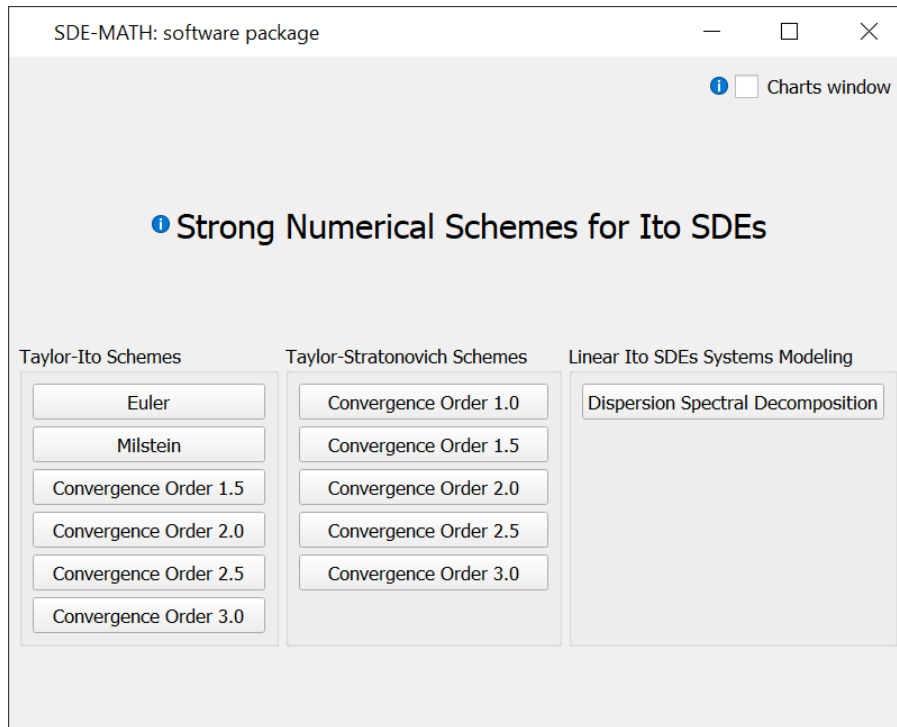 SDE-MATH: software package
Charts window
Strong Numerical Schemes for Ito SDEs
Taylor-Ito Schemes
Euler
Milstein
Convergence Order 1.5
Convergence Order 2.0
Convergence Order 2.5
Convergence Order 3.0
Taylor-Stratonovich Schemes
Convergence Order 1.0
Convergence Order 1.5
Convergence Order 2.0
Convergence Order 2.5
Convergence Order 3.0
Linear Ito SDEs Systems Modeling
Dispersion Spectral Decomposition